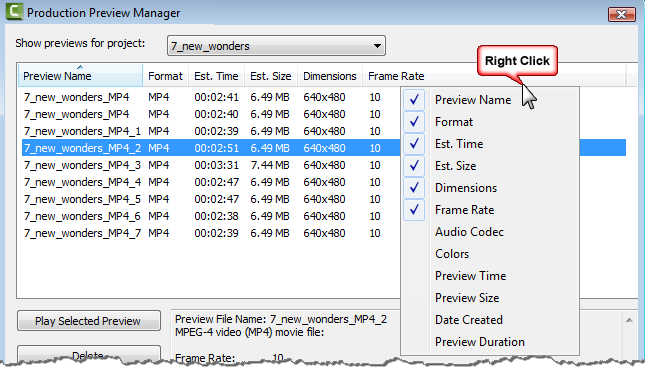 Production Preview Manager
Show previews for project: 7_new_wonders
Right Click
Preview Name Format Est. Time Est. Size Dimensions Frame Rate
7_new_wonders_MP4 MP4 00:02:41 6.49 MB 640x480 10
7_new_wonders_MP4 MP4 00:02:40 6.49 MB 640x480 10
7_new_wonders_MP4_1 MP4 00:02:39 6.49 MB 640x480 10
7_new_wonders_MP4_2 MP4 00:02:51 6.49 MB 640x480 10
7_new_wonders_MP4_3 MP4 00:03:31 7.44 MB 640x480 10
7_new_wonders_MP4_4 MP4 00:02:47 6.49 MB 640x480 10
7_new_wonders_MP4_5 MP4 00:02:47 6.49 MB 640x480 10
7_new_wonders_MP4_6 MP4 00:02:38 6.49 MB 640x480 10
7_new_wonders_MP4_7 MP4 00:02:39 6.49 MB 640x480 10
Preview Name
Format
Est. Time
Est. Size
Dimensions
Frame Rate
Audio Codec
Colors
Preview Time
Preview Size
Date Created
Preview Duration
Play Selected Preview
Delete
Preview File Name: 7_new_wonders_MP4_2
MPEG-4 video (MP4) movie file:
Frame Rate: 10